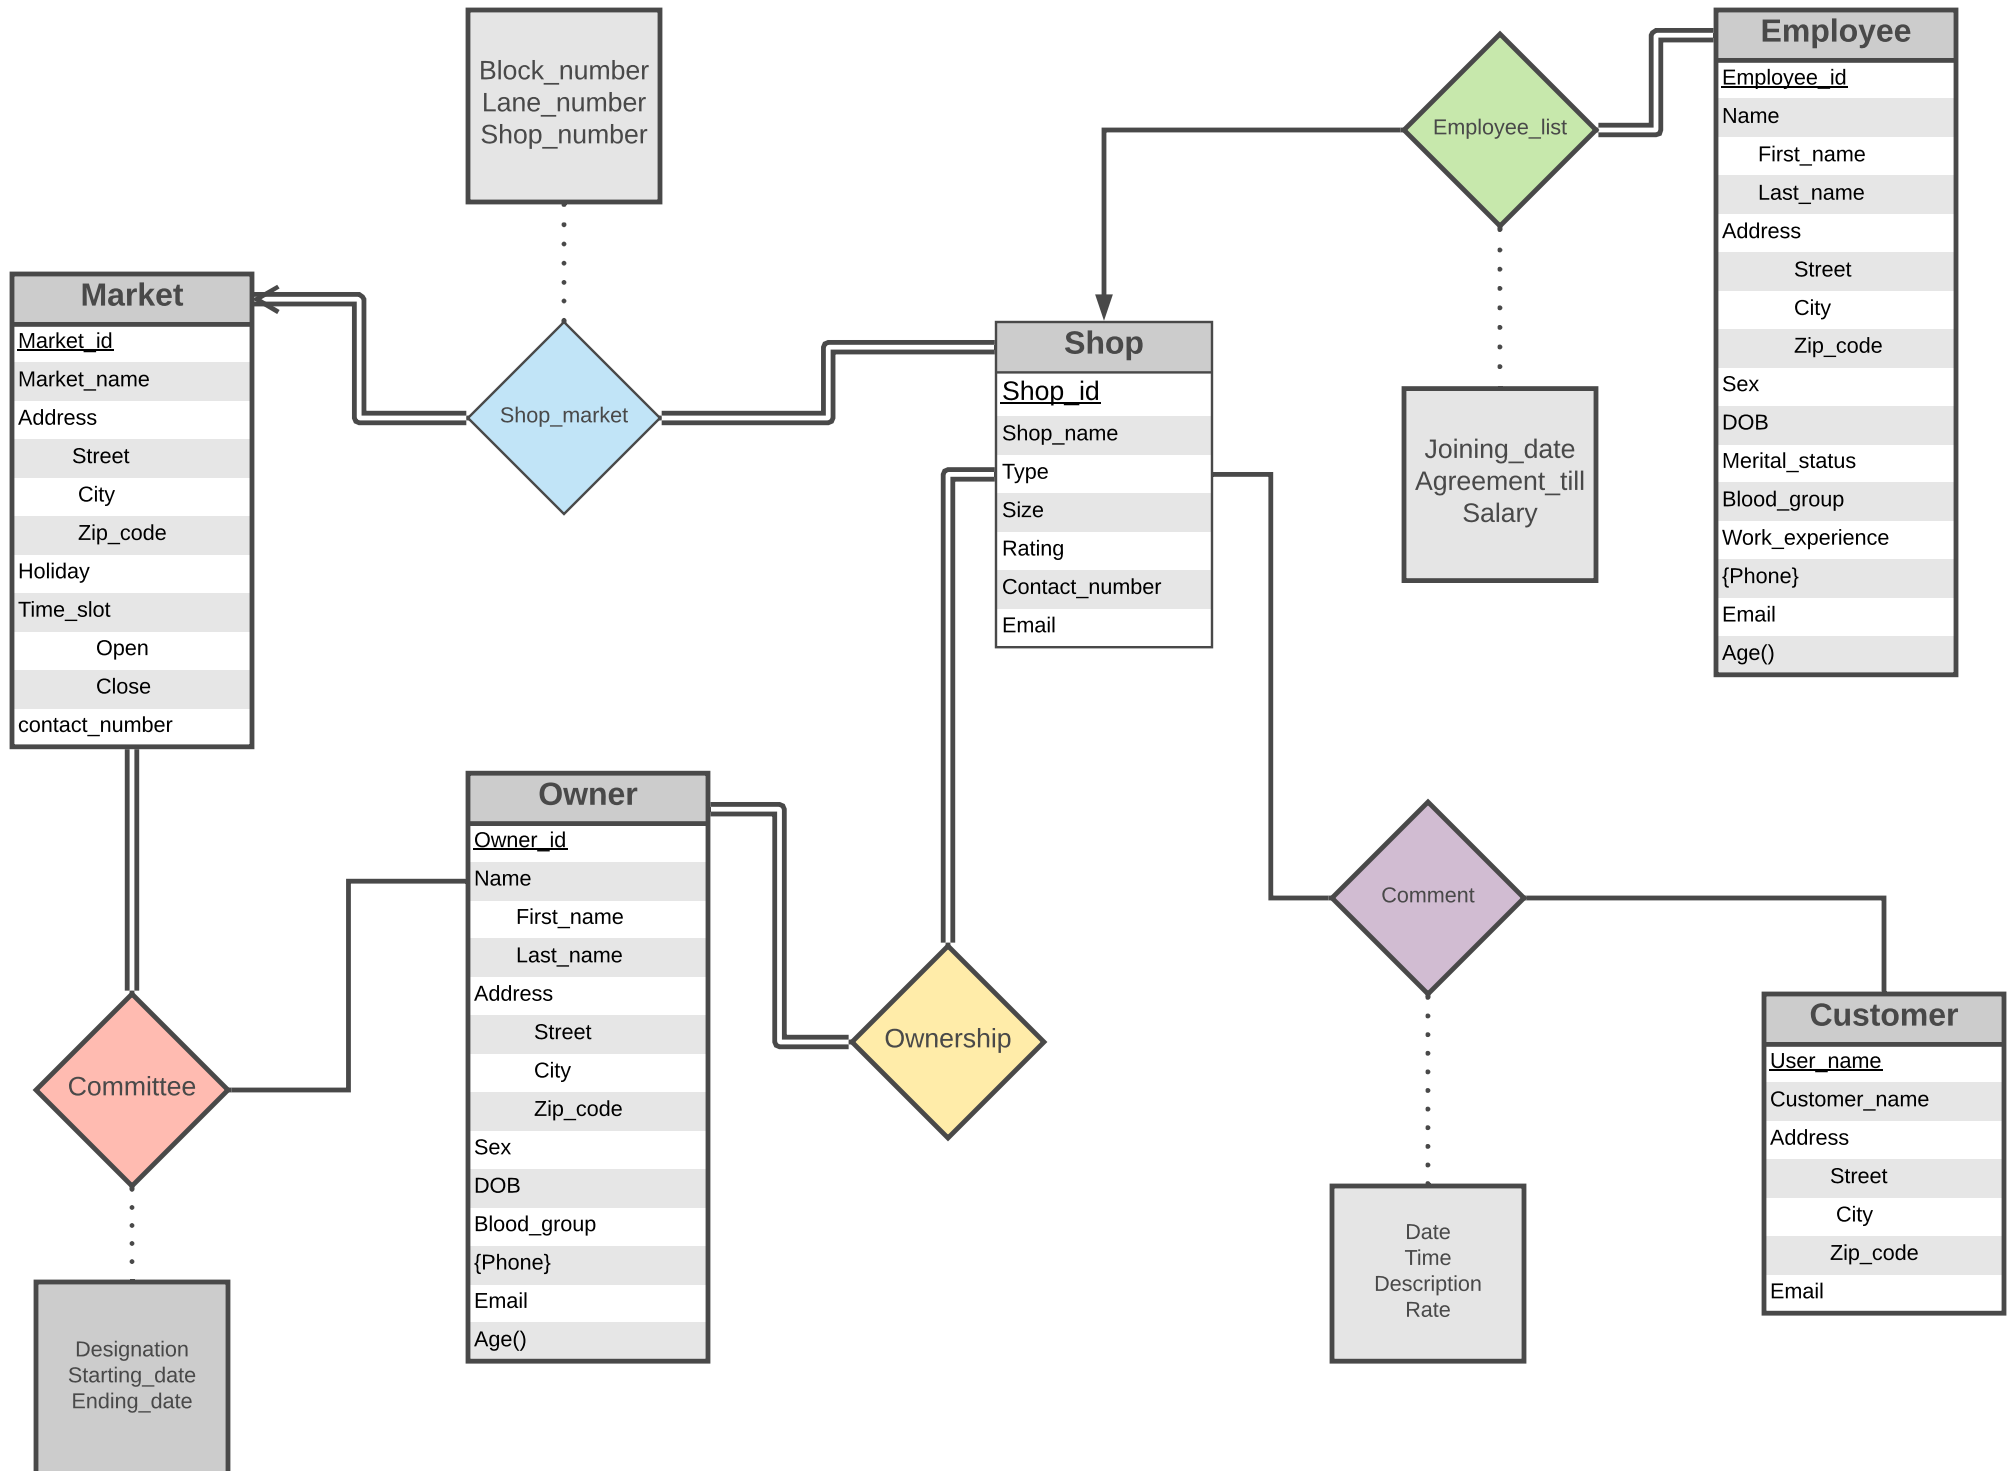 Block_number
Lane_number
Shop_number
Employee
Employee_id
Name
First_name
Last_name
Address
Street
City
Zip_code
Sex
DOB
Merital_status
Blood_group
Work_experience
{Phone}
Email
Age()
Employee_list
Joining_date
Agreement_till
Salary
Market
Market_id
Market_name
Address
Street
City
Zip_code
Holiday
Time_slot
Open
Close
contact_number
Shop_market
Shop
Shop_id
Shop_name
Type
Size
Rating
Contact_number
Email
Owner
Owner_id
Name
First_name
Last_name
Address
Street
City
Zip_code
Sex
DOB
Blood_group
{Phone}
Email
Age()
Ownership
Committee
Designation
Starting_date
Ending_date
Comment
Date
Time
Description
Rate
Customer
User_name
Customer_name
Address
Street
City
Zip_code
Email